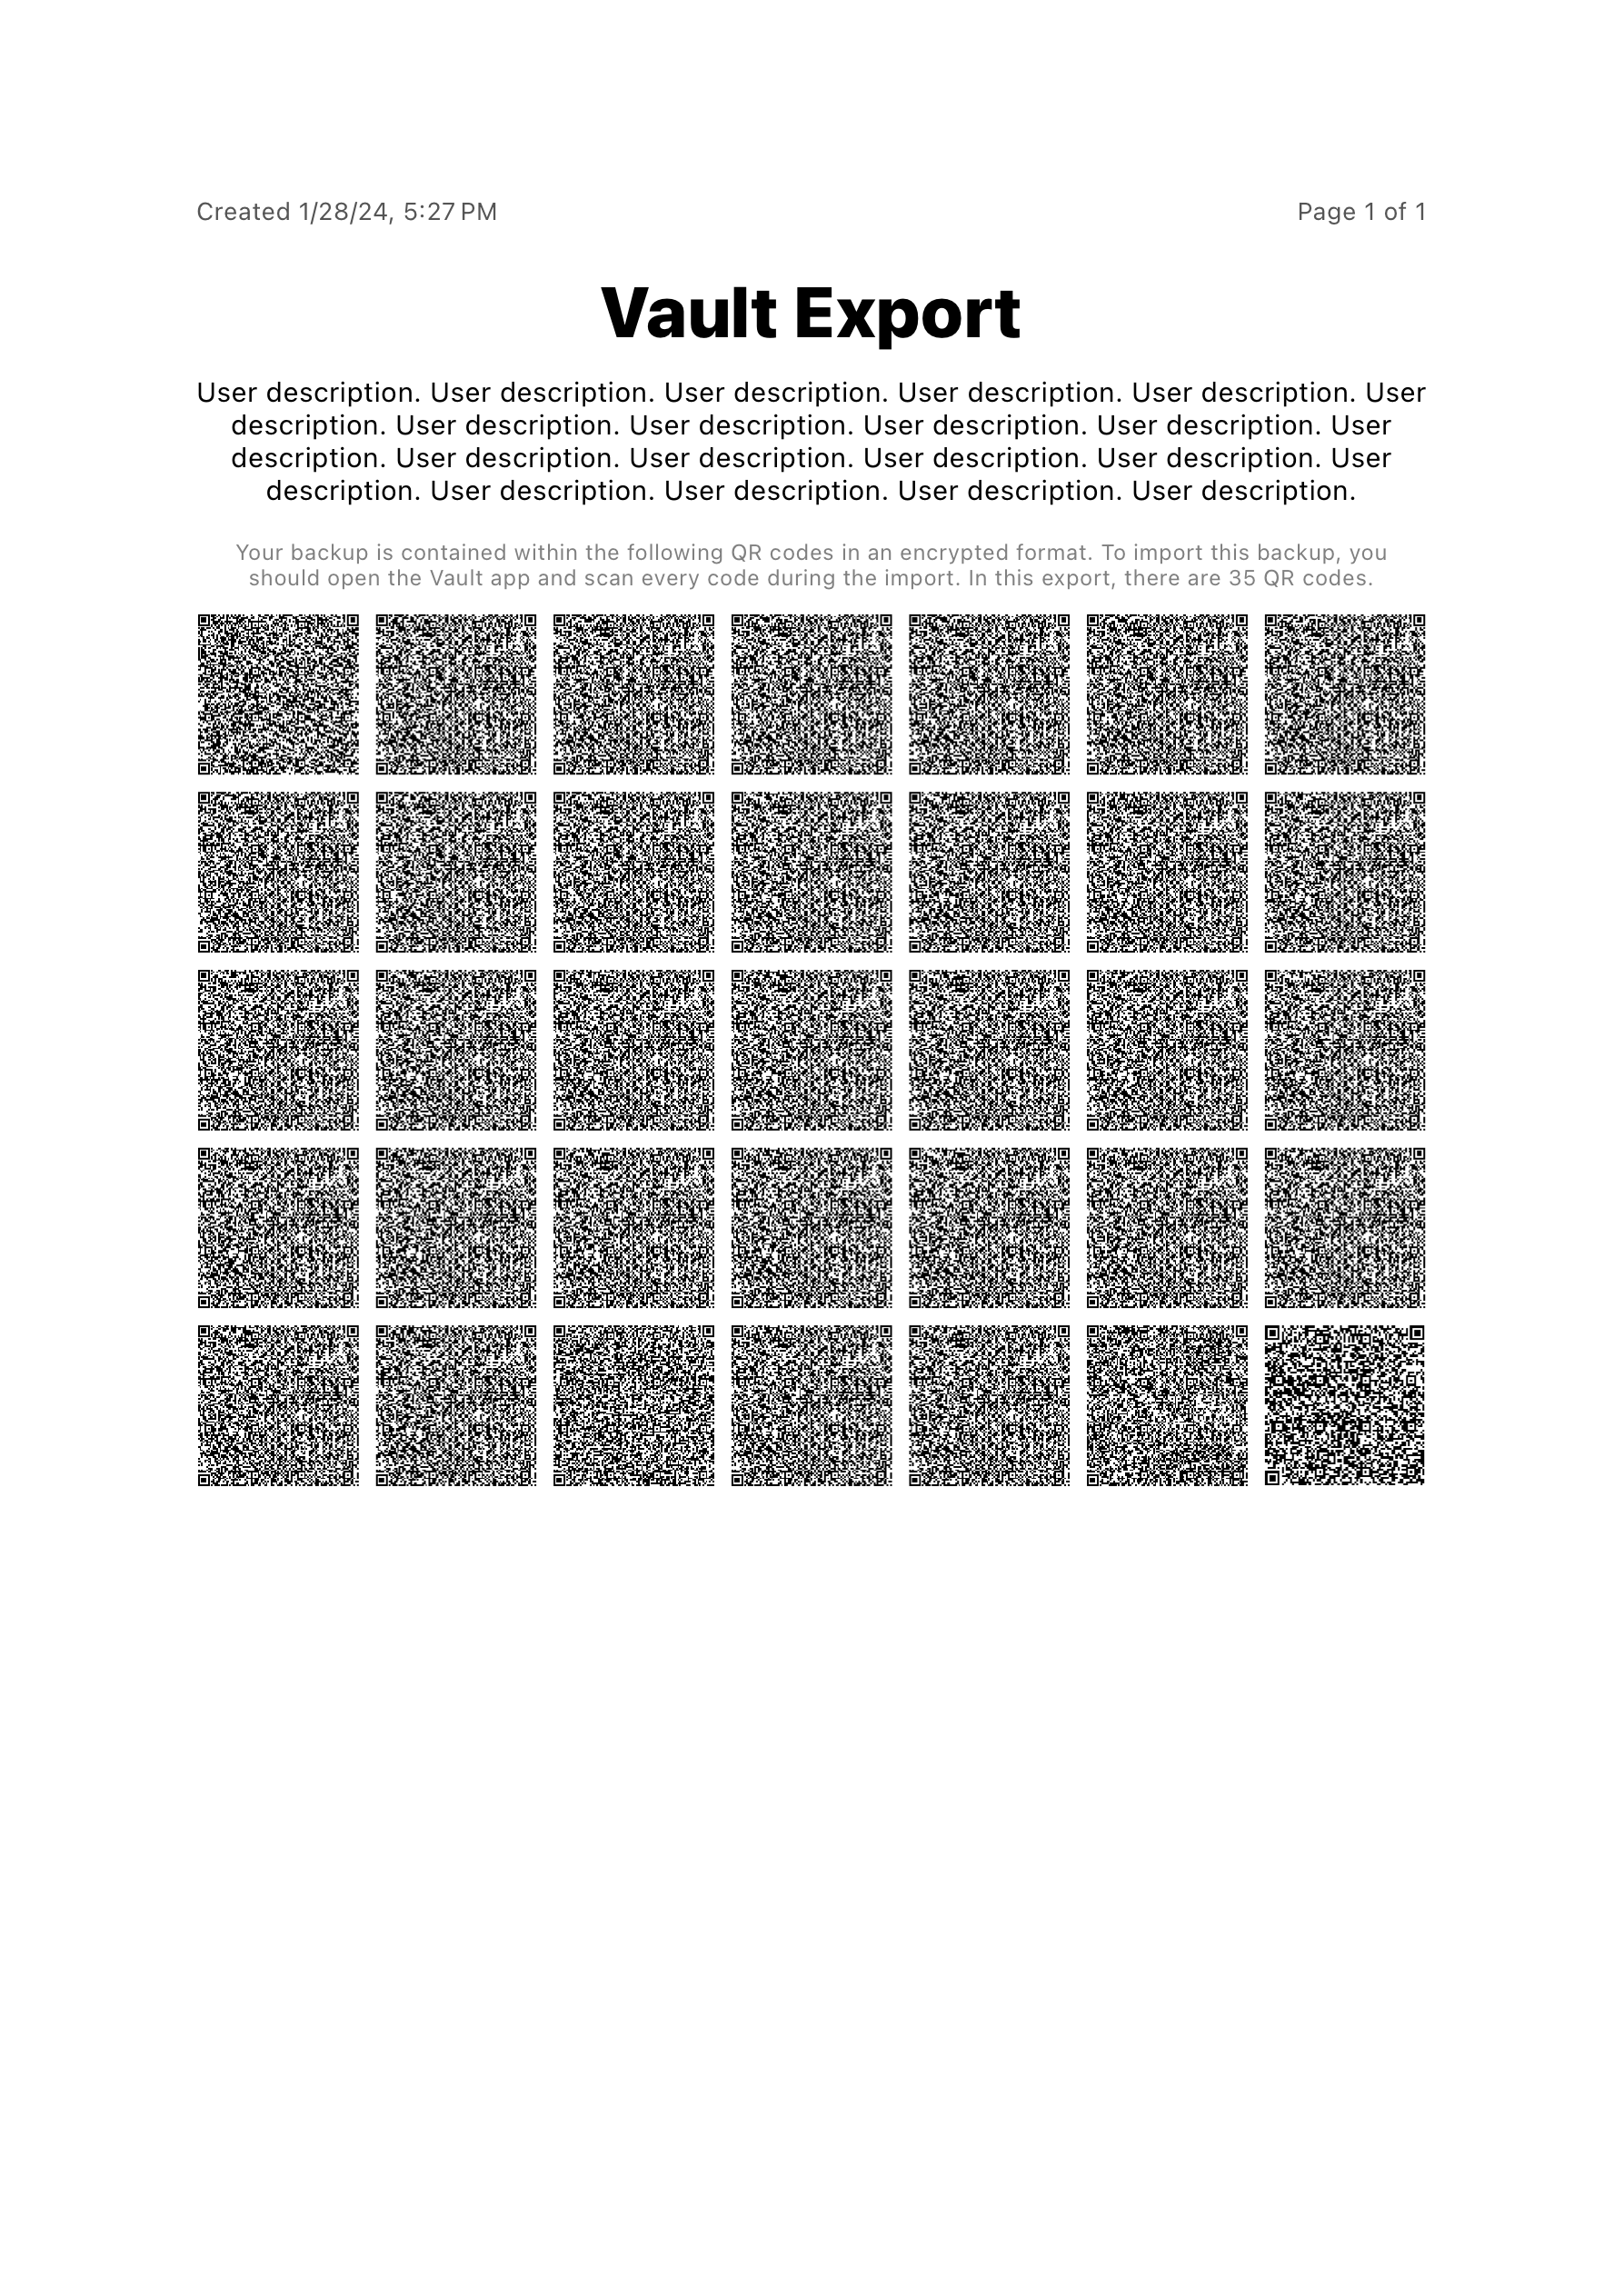 Created 1/28/24, 5:27 PM
Page 1 of 1
Vault Export
User description. User description. User description. User description. User description. User
description. User description. User description. User description. User description. User
description. User description. User description. User description. User description. User
description. User description. User description. User description. User description.
Your backup is contained within the following QR codes in an encrypted format. To import this backup, you
should open the Vault app and scan every code during the import. In this export, there are 35 QR codes.